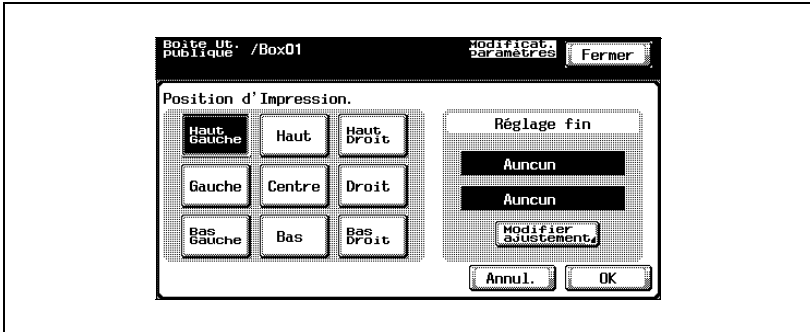 Boîte Ut. publique /Box01
Modificat. paramètres
Fermer
Position d'Impression.
Haut Gauche
Haut
Haut Droit
Gauche
Centre
Droit
Bas Gauche
Bas
Bas Droit
Réglage fin
Auncun
Auncun
Modifier ajustement
Annul.
OK